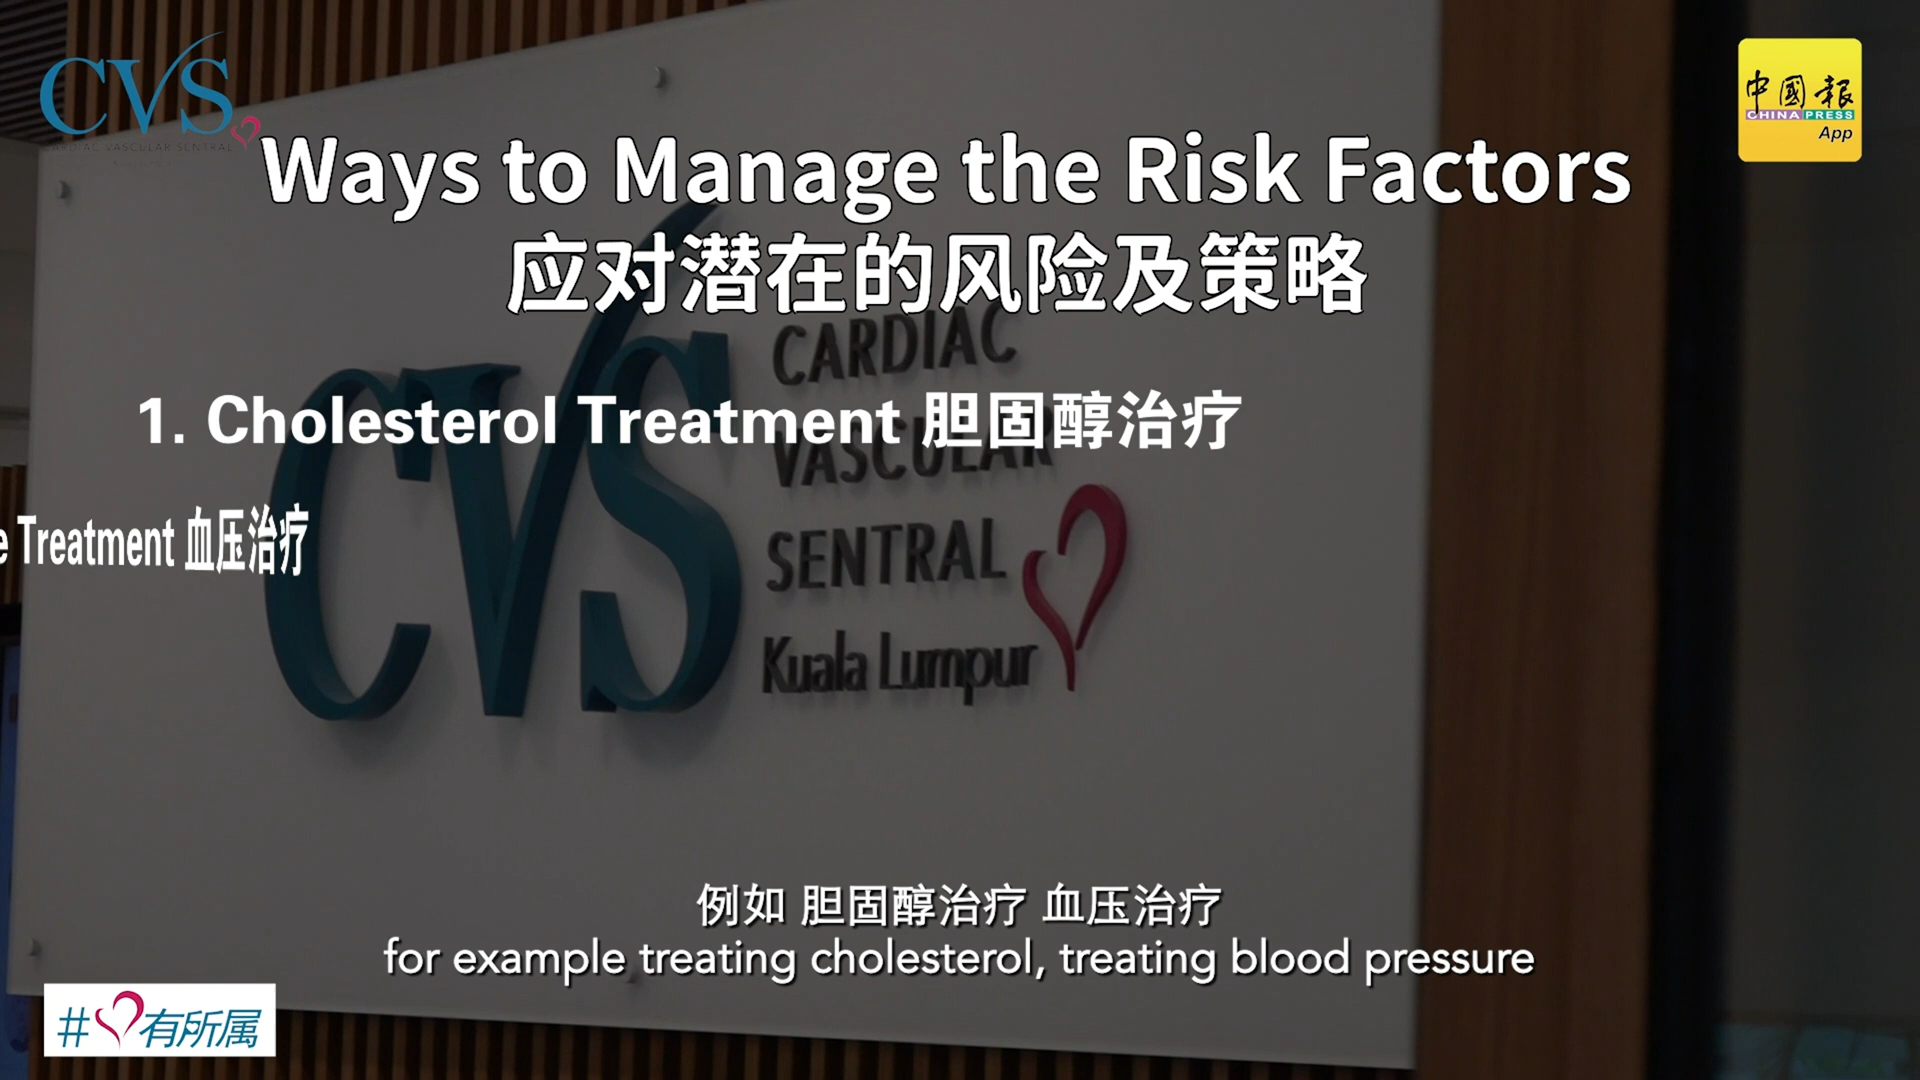 CVS
CARDIAC VASCULAR SENTRAL
中國報
CHINA PRESS
App
Ways to Manage the Risk Factors
应对潜在的风险及策略
CVS
CARDIAC
VASCULAR
SENTRAL
Kuala Lumpur
1. Cholesterol Treatment 胆固醇治疗
e Treatment 血压治疗
例如 胆固醇治疗 血压治疗
for example treating cholesterol, treating blood pressure
#有所属